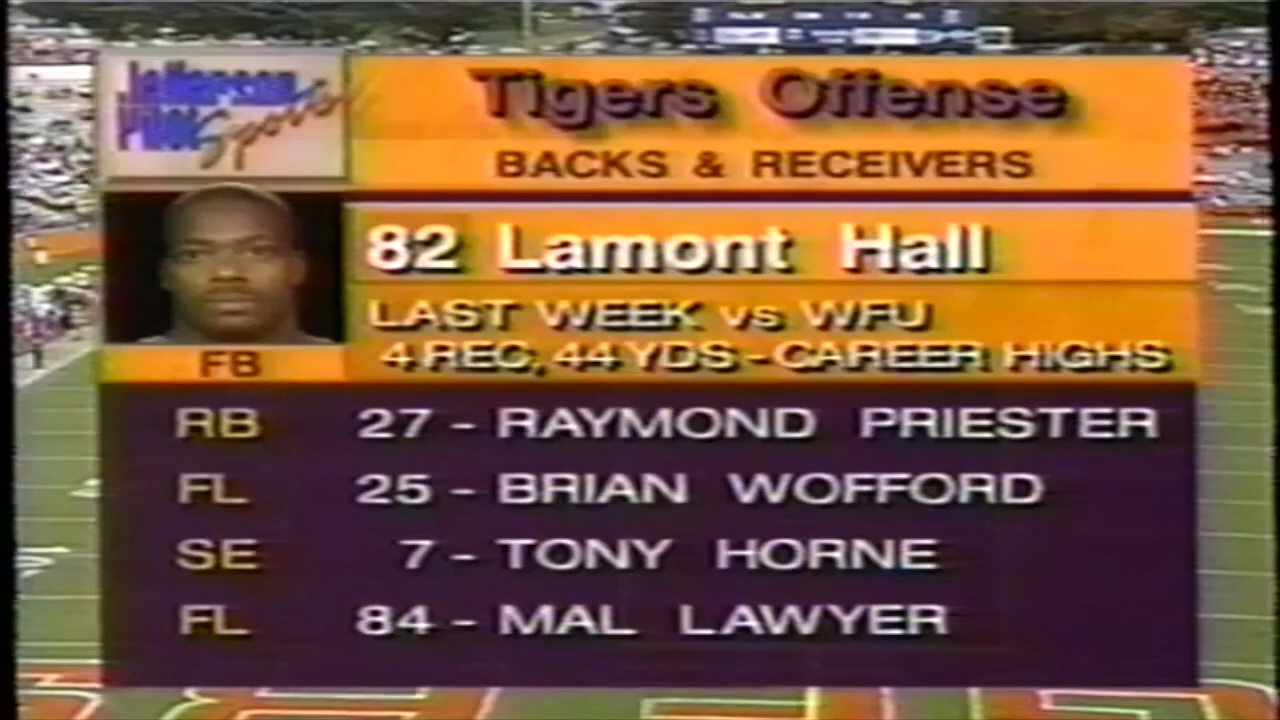 Jefferson
Pilot
Sports
Tigers Offense
BACKS & RECEIVERS
82 Lamont Hall
LAST WEEK vs WFU
4 REC, 44 YDS - CAREER HIGHS
FB
RB 27 - RAYMOND PRIESTER
FL 25 - BRIAN WOFFORD
SE 7 - TONY HORNE
FL 84 - MAL LAWYER